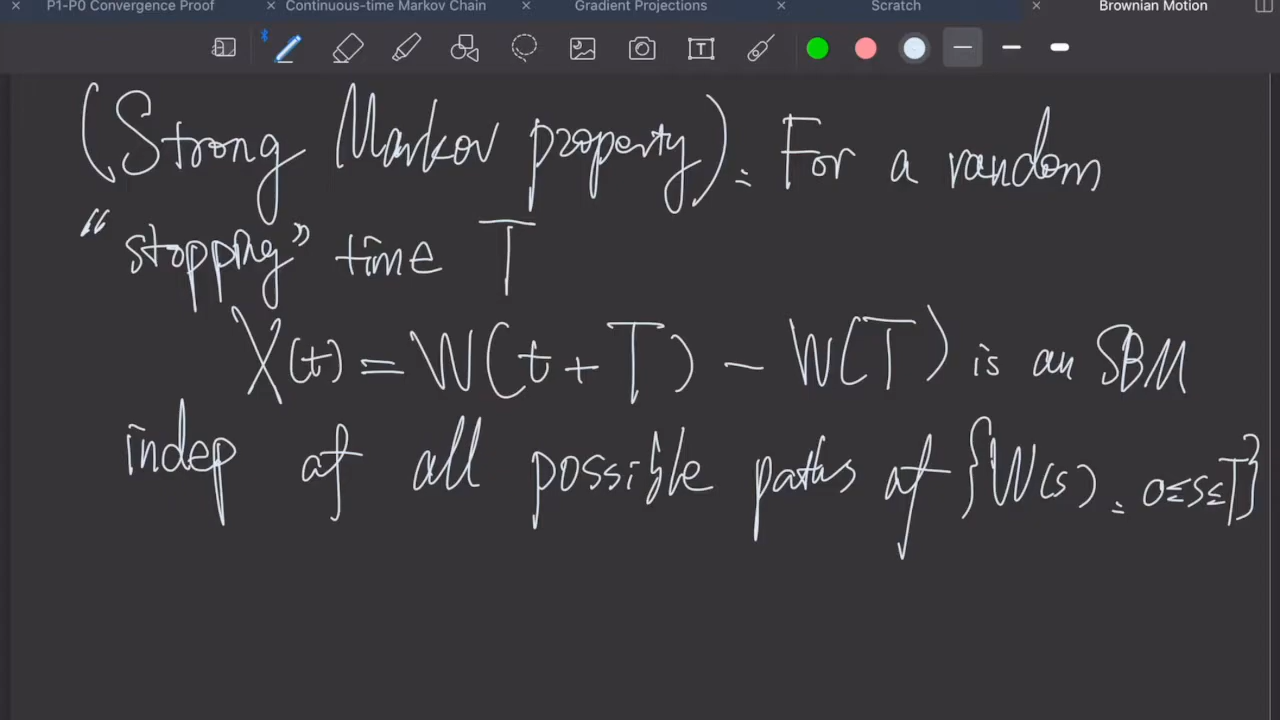 P1-P0 Convergence Proof Continuous-time Markov Chain Gradient Projections Scratch Brownian Motion
(Strong Markov property): For a random
"stopping" time T
X(t) = W(t+T) - W(T) is an SBM
indep of all possible paths of {W(s): 0≤s≤T}